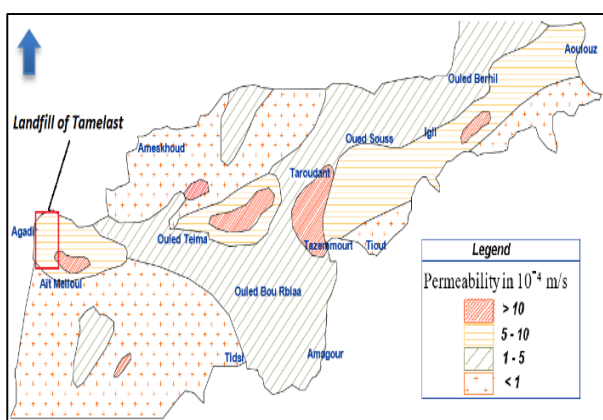 Aoulouz
Ouled Berhil
Landfill of Tamelast
Igli
Oued Souss
Ameskhoud
Taroudant
Agadir
Ouled Teima
Tazemmourt
Tiout
Ait Melloul
Ouled Bou Rbiaa
Tidsi
Amagour
Legend
Permeability in 10⁻⁴ m/s
> 10
5 - 10
1 - 5
< 1